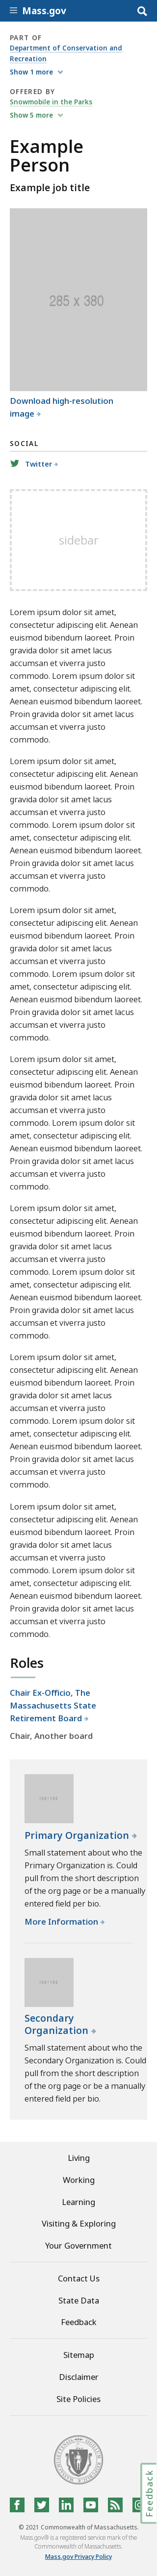 Mass.gov
PART OF
Department of Conservation and
Recreation
Show 1 more
OFFERED BY
Snowmobile in the Parks
Show 5 more
Example
Person
Example job title
285 x 380
Download high-resolution
image
SOCIAL
Twitter
sidebar
Lorem ipsum dolor sit amet,
consectetur adipiscing elit. Aenean
euismod bibendum laoreet. Proin
gravida dolor sit amet lacus
accumsan et viverra justo
commodo. Lorem ipsum dolor sit
amet, consectetur adipiscing elit.
Aenean euismod bibendum laoreet.
Proin gravida dolor sit amet lacus
accumsan et viverra justo
commodo.
Lorem ipsum dolor sit amet,
consectetur adipiscing elit. Aenean
euismod bibendum laoreet. Proin
gravida dolor sit amet lacus
accumsan et viverra justo
commodo. Lorem ipsum dolor sit
amet, consectetur adipiscing elit.
Aenean euismod bibendum laoreet.
Proin gravida dolor sit amet lacus
accumsan et viverra justo
commodo.
Lorem ipsum dolor sit amet,
consectetur adipiscing elit. Aenean
euismod bibendum laoreet. Proin
gravida dolor sit amet lacus
accumsan et viverra justo
commodo. Lorem ipsum dolor sit
amet, consectetur adipiscing elit.
Aenean euismod bibendum laoreet.
Proin gravida dolor sit amet lacus
accumsan et viverra justo
commodo.
Lorem ipsum dolor sit amet,
consectetur adipiscing elit. Aenean
euismod bibendum laoreet. Proin
gravida dolor sit amet lacus
accumsan et viverra justo
commodo. Lorem ipsum dolor sit
amet, consectetur adipiscing elit.
Aenean euismod bibendum laoreet.
Proin gravida dolor sit amet lacus
accumsan et viverra justo
commodo.
Lorem ipsum dolor sit amet,
consectetur adipiscing elit. Aenean
euismod bibendum laoreet. Proin
gravida dolor sit amet lacus
accumsan et viverra justo
commodo. Lorem ipsum dolor sit
amet, consectetur adipiscing elit.
Aenean euismod bibendum laoreet.
Proin gravida dolor sit amet lacus
accumsan et viverra justo
commodo.
Lorem ipsum dolor sit amet,
consectetur adipiscing elit. Aenean
euismod bibendum laoreet. Proin
gravida dolor sit amet lacus
accumsan et viverra justo
commodo. Lorem ipsum dolor sit
amet, consectetur adipiscing elit.
Aenean euismod bibendum laoreet.
Proin gravida dolor sit amet lacus
accumsan et viverra justo
commodo.
Lorem ipsum dolor sit amet,
consectetur adipiscing elit. Aenean
euismod bibendum laoreet. Proin
gravida dolor sit amet lacus
accumsan et viverra justo
commodo. Lorem ipsum dolor sit
amet, consectetur adipiscing elit.
Aenean euismod bibendum laoreet.
Proin gravida dolor sit amet lacus
accumsan et viverra justo
commodo.
Roles
Chair Ex-Officio, The
Massachusetts State
Retirement Board
Chair, Another board
Primary Organization
Small statement about who the
Primary Organization is. Could
pull from the short description
of the org page or be a manually
entered field per bio.
More Information
Secondary
Organization
Small statement about who the
Secondary Organization is. Could
pull from the short description
of the org page or be a manually
entered field per bio.
Living
Working
Learning
Visiting & Exploring
Your Government
Contact Us
State Data
Feedback
Sitemap
Disclaimer
Site Policies
Feedback
© 2021 Commonwealth of Massachusetts.
Mass.gov® is a registered service mark of the
Commonwealth of Massachusetts.
Mass.gov Privacy Policy